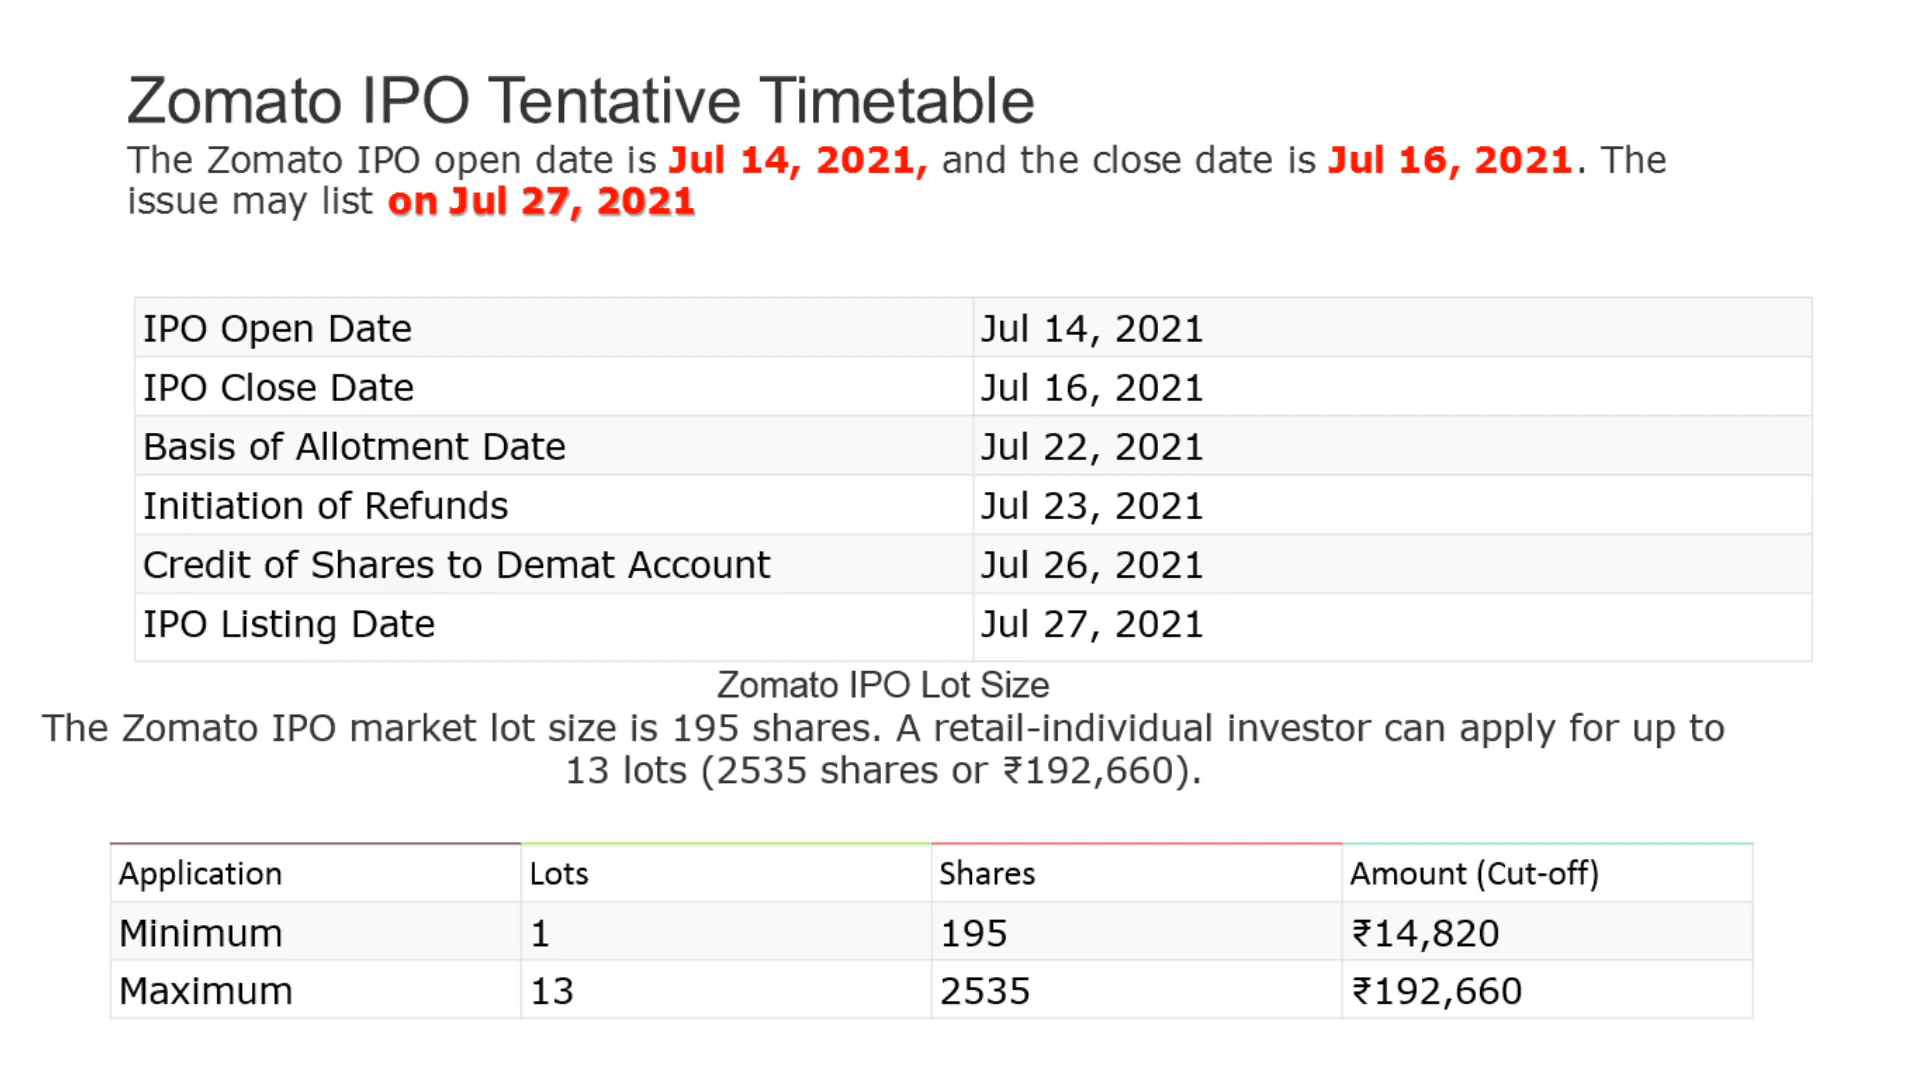 Zomato IPO Tentative Timetable
The Zomato IPO open date is Jul 14, 2021, and the close date is Jul 16, 2021. The
issue may list on Jul 27, 2021
IPO Open Date Jul 14, 2021
IPO Close Date Jul 16, 2021
Basis of Allotment Date Jul 22, 2021
Initiation of Refunds Jul 23, 2021
Credit of Shares to Demat Account Jul 26, 2021
IPO Listing Date Jul 27, 2021
Zomato IPO Lot Size
The Zomato IPO market lot size is 195 shares. A retail-individual investor can apply for up to
13 lots (2535 shares or ₹192,660).
Application Lots Shares Amount (Cut-off)
Minimum 1 195 ₹14,820
Maximum 13 2535 ₹192,660